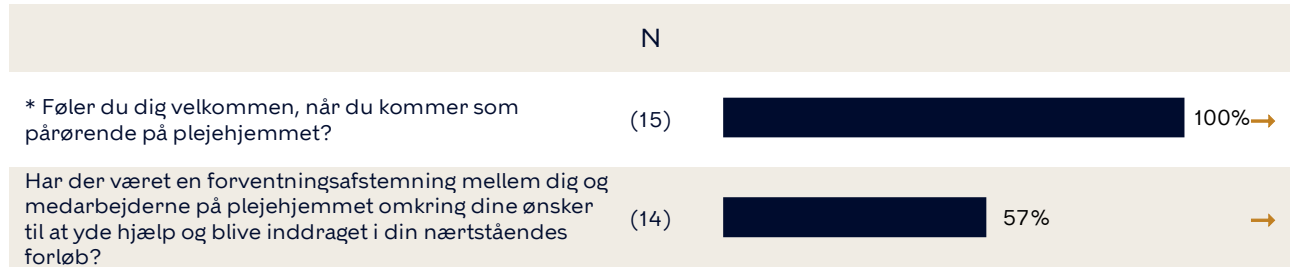 N
* Føler du dig velkommen, når du kommer som
pårørende på plejehjemmet?
(15)
100%→
Har der været en forventningsafstemning mellem dig og
medarbejderne på plejehjemmet omkring dine ønsker
til at yde hjælp og blive inddraget i din nærtståendes
forløb?
(14)
57%
→